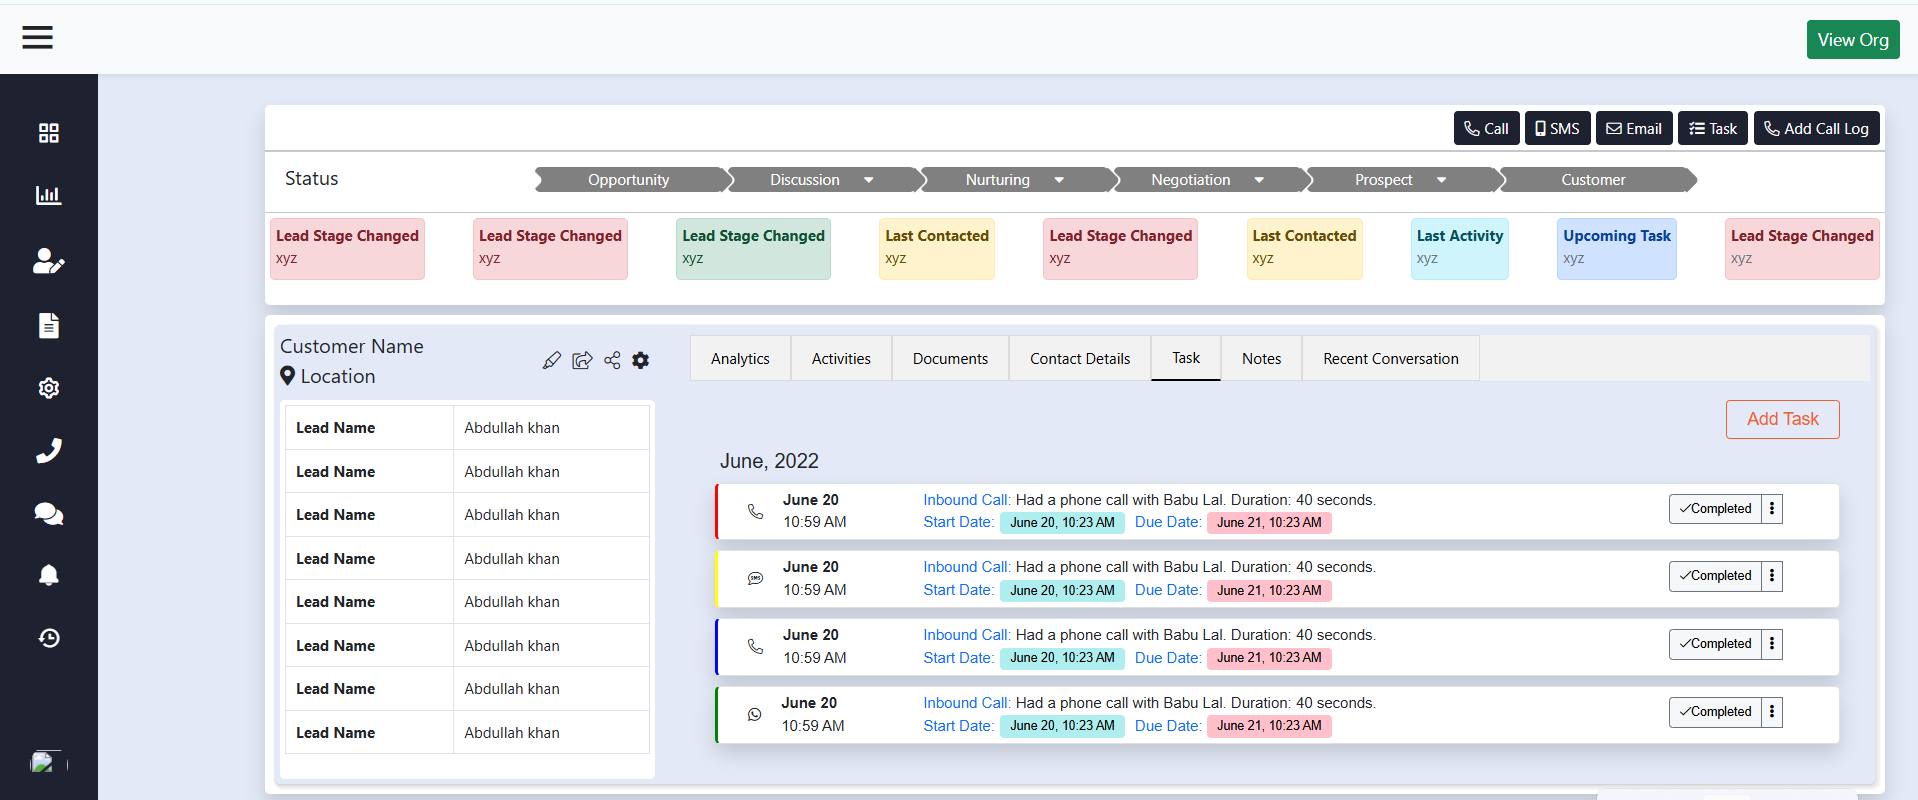 View Org
Call SMS Email Task Add Call Log
Status Opportunity Discussion Nurturing Negotiation Prospect Customer
Lead Stage Changed Lead Stage Changed Lead Stage Changed Last Contacted Lead Stage Changed Last Contacted Last Activity Upcoming Task Lead Stage Changed
xyz xyz xyz xyz xyz xyz xyz xyz xyz
Customer Name
Location
Lead Name Abdullah khan
Lead Name Abdullah khan
Lead Name Abdullah khan
Lead Name Abdullah khan
Lead Name Abdullah khan
Lead Name Abdullah khan
Lead Name Abdullah khan
Lead Name Abdullah khan
Analytics Activities Documents Contact Details Task Notes Recent Conversation
Add Task
June, 2022
June 20 Inbound Call: Had a phone call with Babu Lal. Duration: 40 seconds.
10:59 AM Start Date: June 20, 10:23 AM Due Date: June 21, 10:23 AM
Completed
SMS
June 20 Inbound Call: Had a phone call with Babu Lal. Duration: 40 seconds.
10:59 AM Start Date: June 20, 10:23 AM Due Date: June 21, 10:23 AM
Completed
June 20 Inbound Call: Had a phone call with Babu Lal. Duration: 40 seconds.
10:59 AM Start Date: June 20, 10:23 AM Due Date: June 21, 10:23 AM
Completed
June 20 Inbound Call: Had a phone call with Babu Lal. Duration: 40 seconds.
10:59 AM Start Date: June 20, 10:23 AM Due Date: June 21, 10:23 AM
Completed